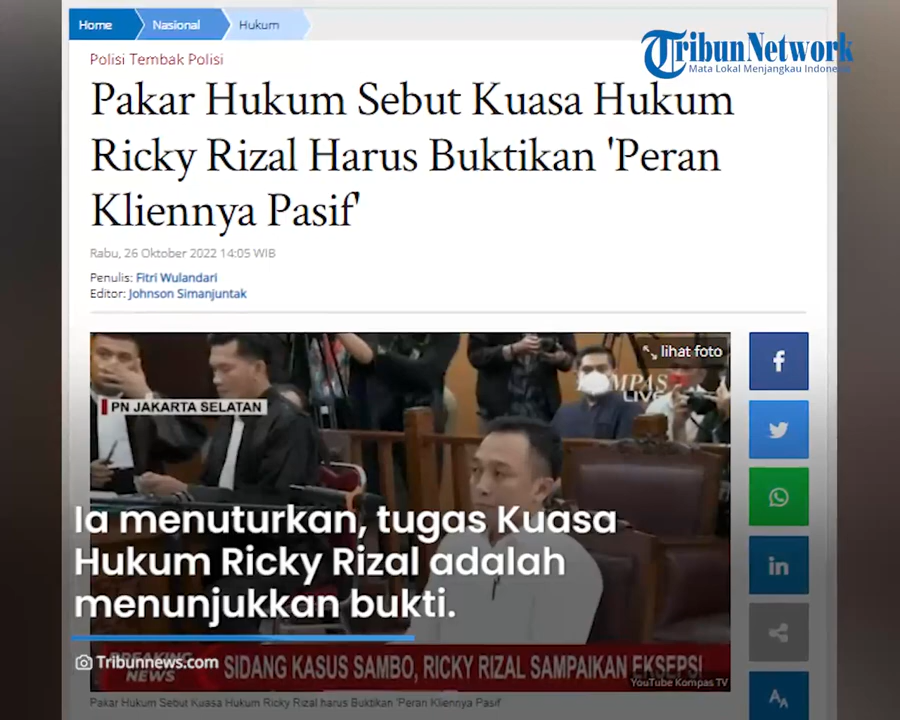 Home
Nasional
Hukum
TribunNetwork
Mata Lokal Menjangkau Indonesia
Polisi Tembak Polisi
Pakar Hukum Sebut Kuasa Hukum
Ricky Rizal Harus Buktikan 'Peran
Kliennya Pasif'
Rabu, 26 Oktober 2022 14:05 WIB
Penulis: Fitri Wulandari
Editor: Johnson Simanjuntak
lihat foto
KOMPAS TV
LIVE
PN JAKARTA SELATAN
Ia menuturkan, tugas Kuasa
Hukum Ricky Rizal adalah
menunjukkan bukti.
Tribunnews.com
BREAKING
NEWS
SIDANG KASUS SAMBO, RICKY RIZAL SAMPAIKAN EKSEPSI
YouTube Kompas TV
Pakar Hukum Sebut Kuasa Hukum Ricky Rizal harus Buktikan 'Peran Kliennya Pasif